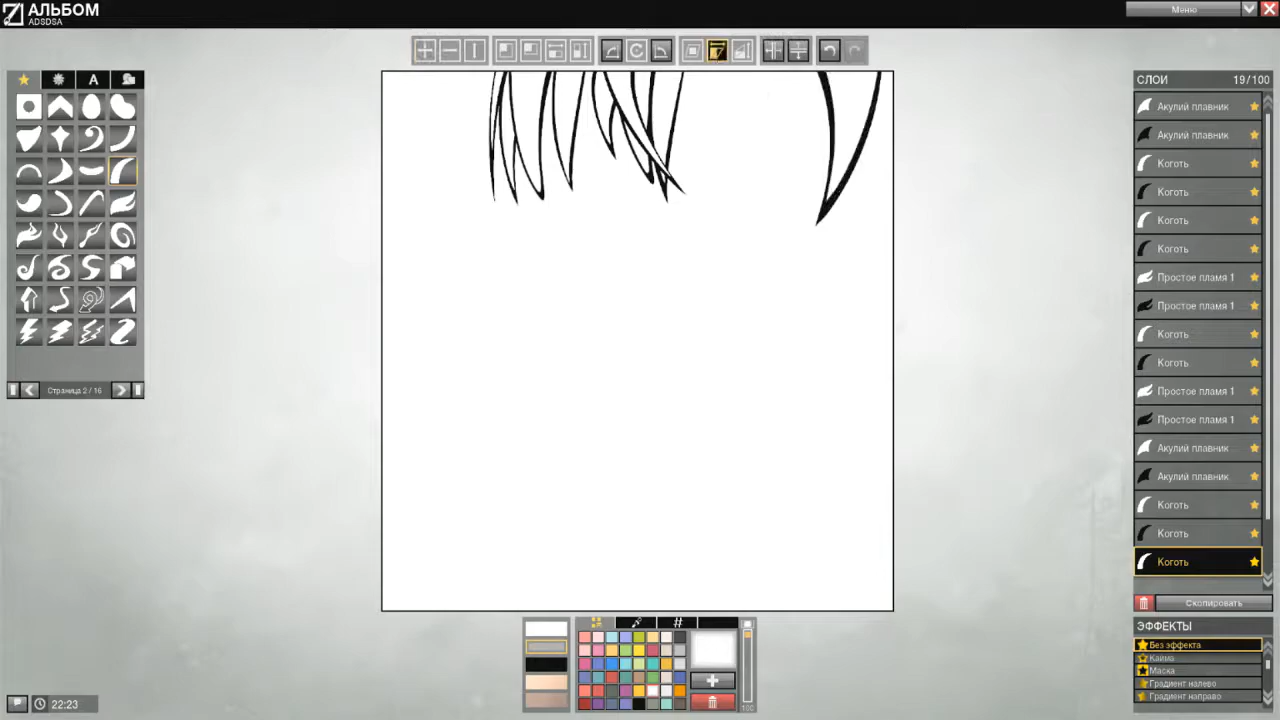 АЛЬБОМ
ADSDSA
Меню
A
СЛОИ 19/100
Акулий плавник
Акулий плавник
Коготь
Коготь
Коготь
Коготь
Простое пламя 1
Простое пламя 1
Коготь
Коготь
Простое пламя 1
Простое пламя 1
Акулий плавник
Акулий плавник
Коготь
Коготь
Коготь
Страница 2 / 16
Скопировать
#
ЭФФЕКТЫ
Без эффекта
Кайма
Маска
Градиент налево
Градиент направо
100
22:23